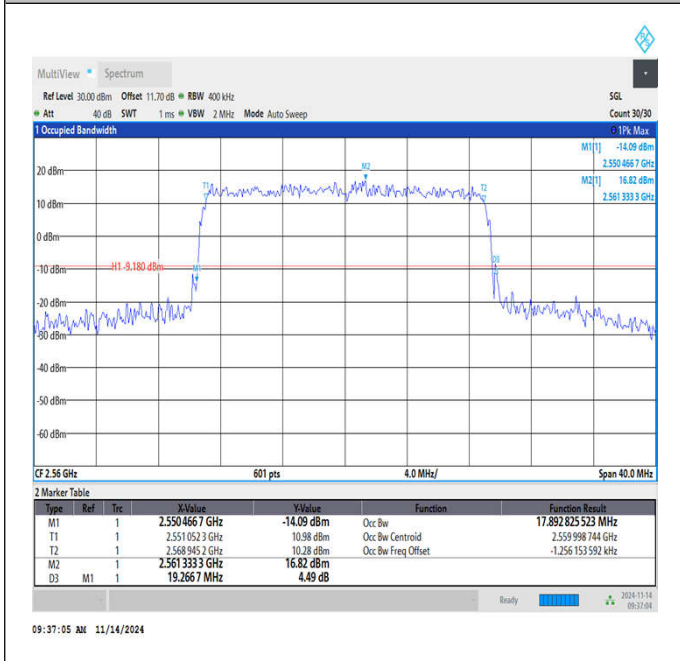 MultiView Spectrum
Ref Level 30.00 dBm Offset 11.70 dB RBW 400 kHz SGL
Att 40 dB SWT 1 ms VBW 2 MHz Mode Auto Sweep Count 30/30
1 Occupied Bandwidth 1Pk Max
M1[1] -14.09 dBm
2.550 466 7 GHz
M2[1] 16.82 dBm
2.561 333 3 GHz
M2
20 dBm
T1 T2
10 dBm
0 dBm
D3
-10 dBm H1 -9.180 dBm M1
-20 dBm
-30 dBm
-40 dBm
-50 dBm
-60 dBm
CF 2.56 GHz 601 pts 4.0 MHz/ Span 40.0 MHz
2 Marker Table
Type Ref Trc X-Value Y-Value Function Function Result
M1 1 2.550 466 7 GHz -14.09 dBm Occ Bw 17.892 825 523 MHz
T1 1 2.551 052 3 GHz 10.98 dBm Occ Bw Centroid 2.559 998 744 GHz
T2 1 2.568 945 2 GHz 10.28 dBm Occ Bw Freq Offset -1.256 153 592 kHz
M2 1 2.561 333 3 GHz 16.82 dBm
D3 M1 1 19.266 7 MHz 4.49 dB
Ready 2024-11-14
09:37:04
09:37:05 AM 11/14/2024